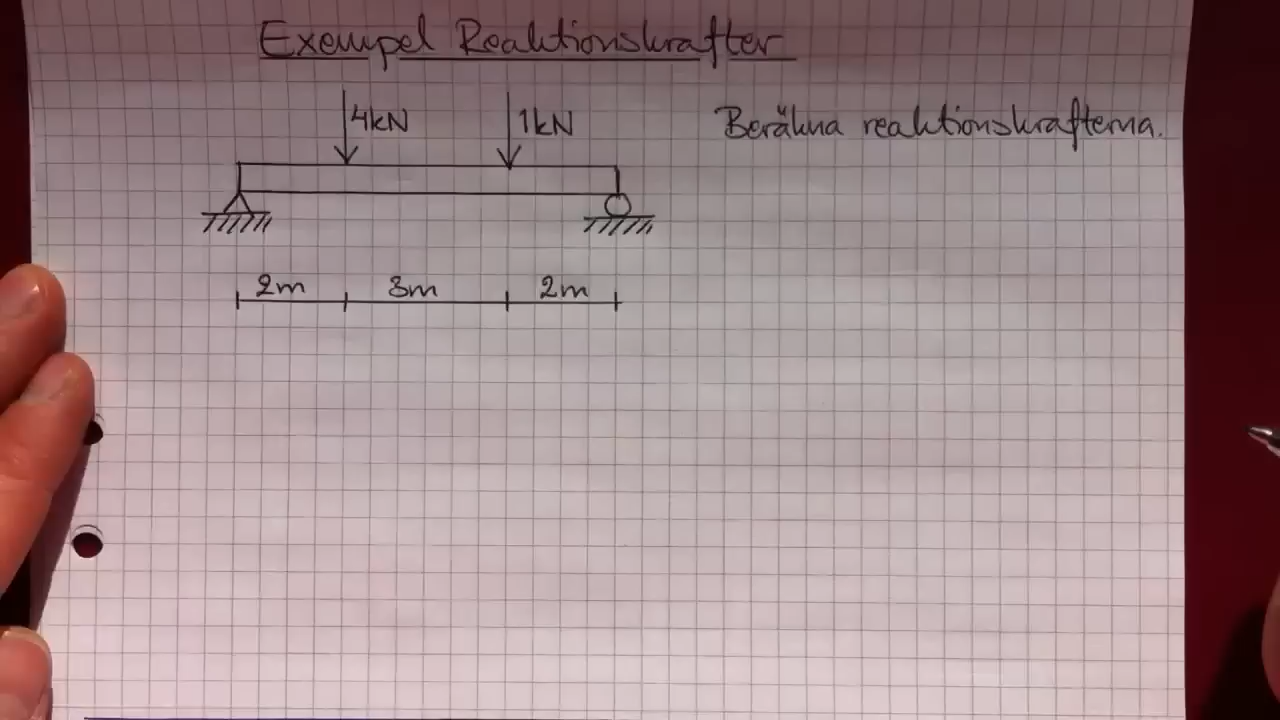 Exempel Reaktionskrafter
4kN
1kN
Beräkna reaktionskrafterna.
2m
3m
2m